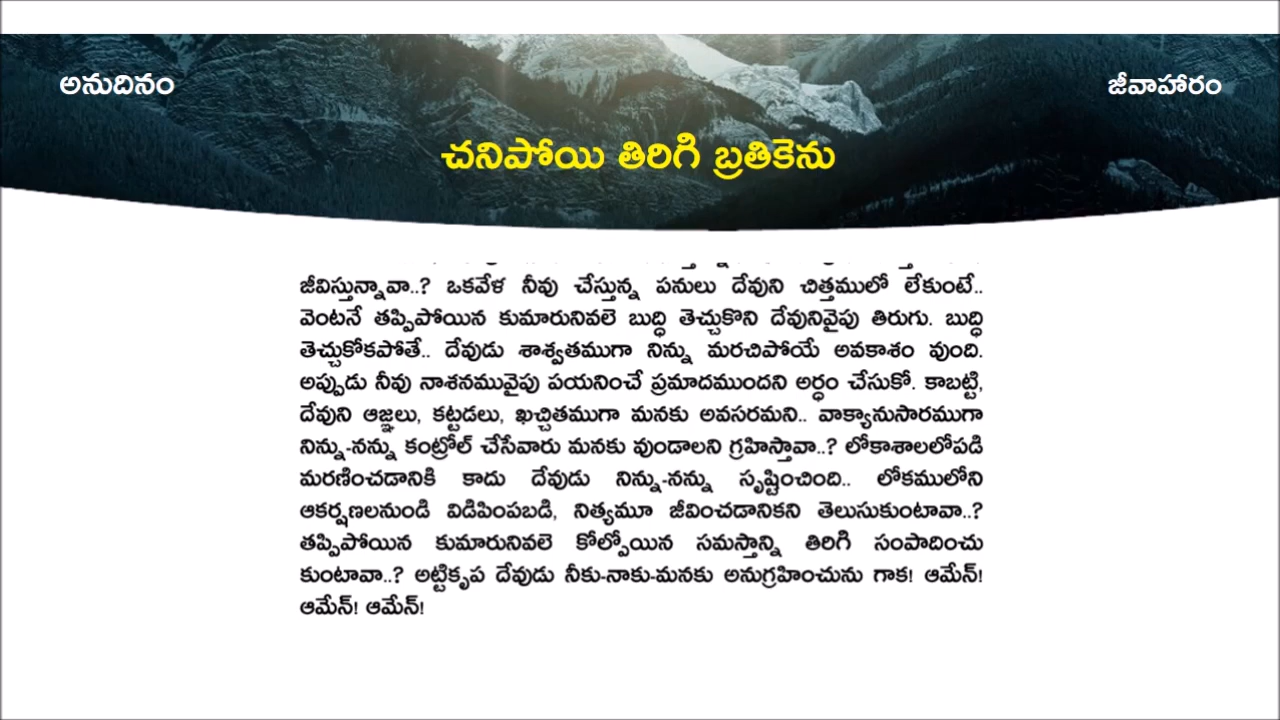 అనుదినం
జీవాహారం
చనిపోయి తిరిగి బ్రతికెను
జీవిస్తున్నావా..? ఒకవేళ నీవు చేస్తున్న పనులు దేవుని చిత్తములో లేకుంటే..
వెంటనే తప్పిపోయిన కుమారునివలె బుద్ధి తెచ్చుకొని దేవునివైపు తిరుగు. బుద్ధి
తెచ్చుకోకపోతే.. దేవుడు శాశ్వతముగా నిన్ను మరచిపోయే అవకాశం వుంది.
అప్పుడు నీవు నాశనమువైపు పయనించే ప్రమాదముందని అర్ధం చేసుకో. కాబట్టి,
దేవుని ఆజ్ఞలు, కట్టడలు, ఖచ్చితముగా మనకు అవసరమని.. వాక్యానుసారముగా
నిన్ను-నన్ను కంట్రోల్ చేసేవారు మనకు వుండాలని గ్రహిస్తావా..? లోకాశాలలోపడి
మరణించడానికి కాదు దేవుడు నిన్ను-నన్ను సృష్టించింది.. లోకములోని
ఆకర్షణలనుండి విడిపింపబడి, నిత్యమూ జీవించడానికని తెలుసుకుంటావా..?
తప్పిపోయిన కుమారునివలె కోల్పోయిన సమస్తాన్ని తిరిగి సంపాదించు
కుంటావా..? అట్టికృప దేవుడు నీకు-నాకు-మనకు అనుగ్రహించును గాక! ఆమేన్!
ఆమేన్! ఆమేన్!